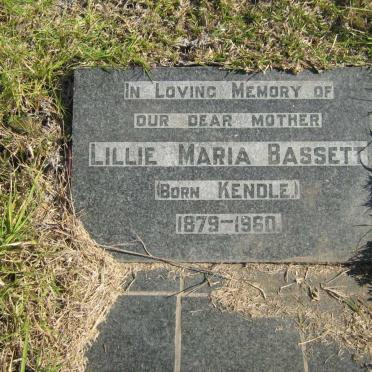 In Loving Memory of
our dear mother
Lillie Maria Bassett
(Born Kendle.)
1879-1960.